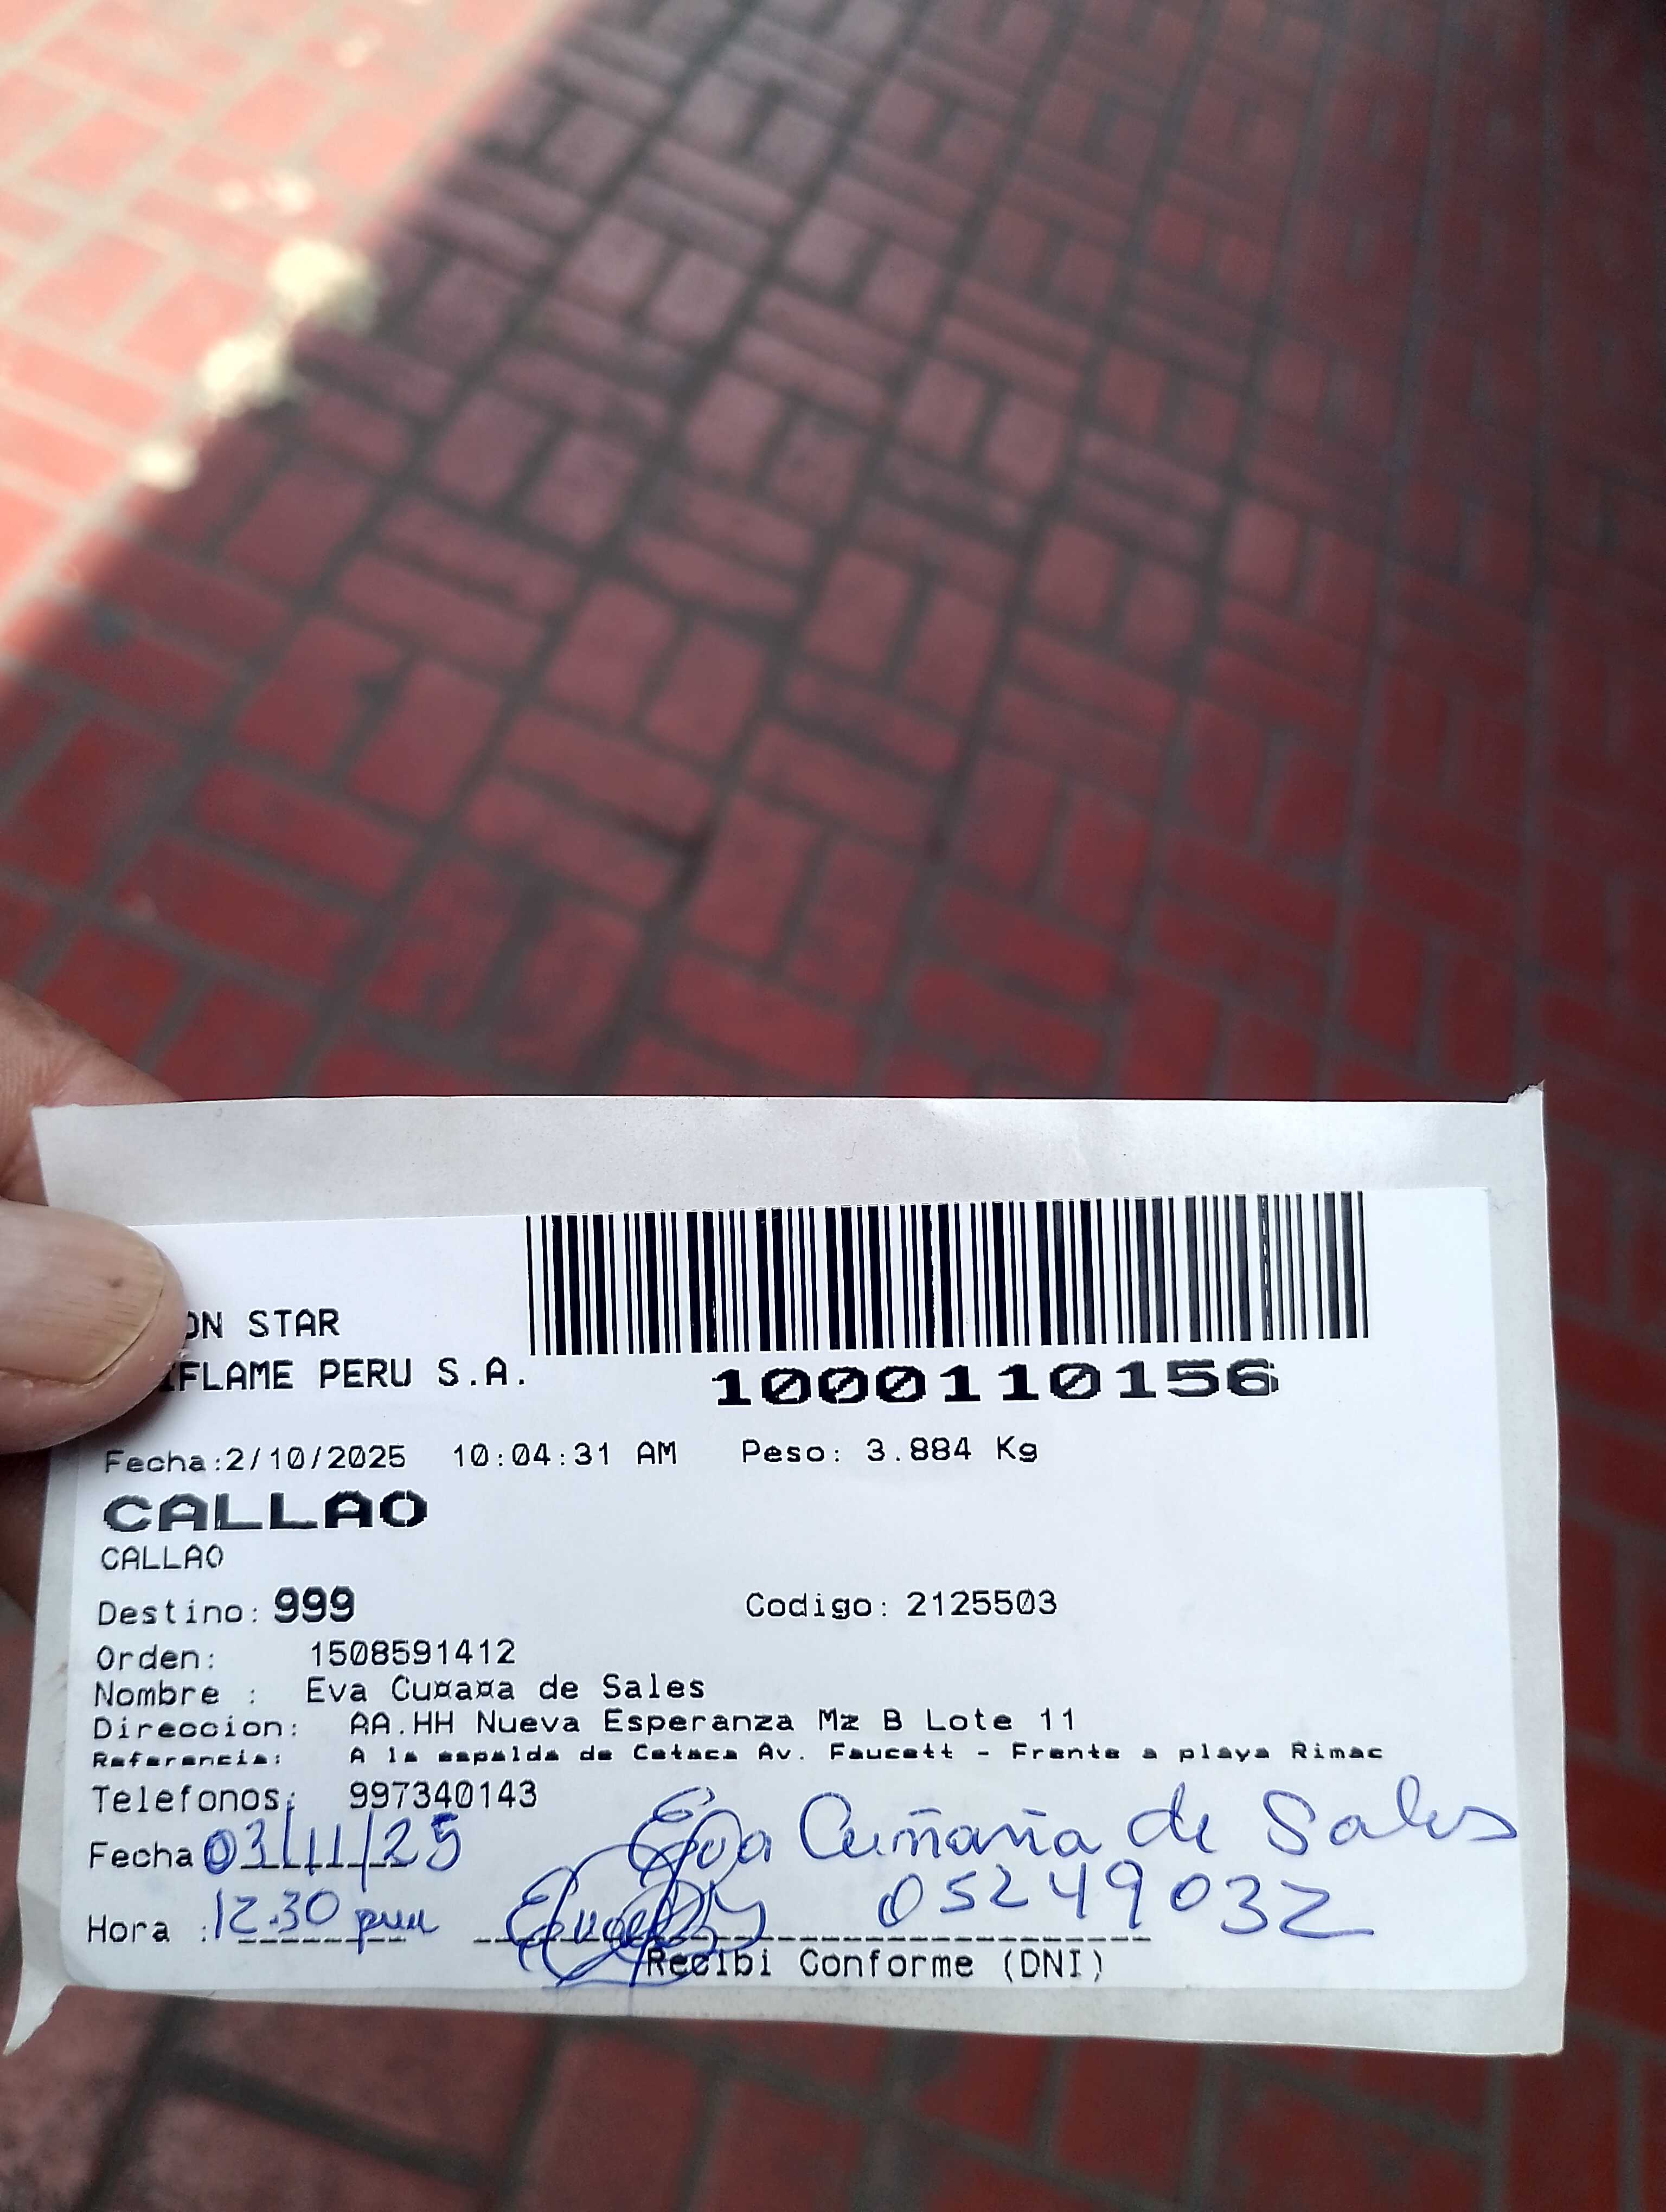 ON STAR
IFLAME PERU S.A.
1000110156
Fecha:2/10/2025 10:04:31 AM Peso: 3.884 Kg
CALLAO
CALLAO
Destino: 999 Codigo: 2125503
Orden: 1508591412
Nombre : Eva Cu¤a¤a de Sales
Direccion: AA.HH Nueva Esperanza Mz B Lote 11
Referencia: A la espalda de Cetaca Av. Faucett - Frente a playa Rimac
Telefonos: 997340143
Eva Cuñaña de Sales
Fecha 03/11/25
05249032
Hora : 12.30 pm
Recibi Conforme (DNI)